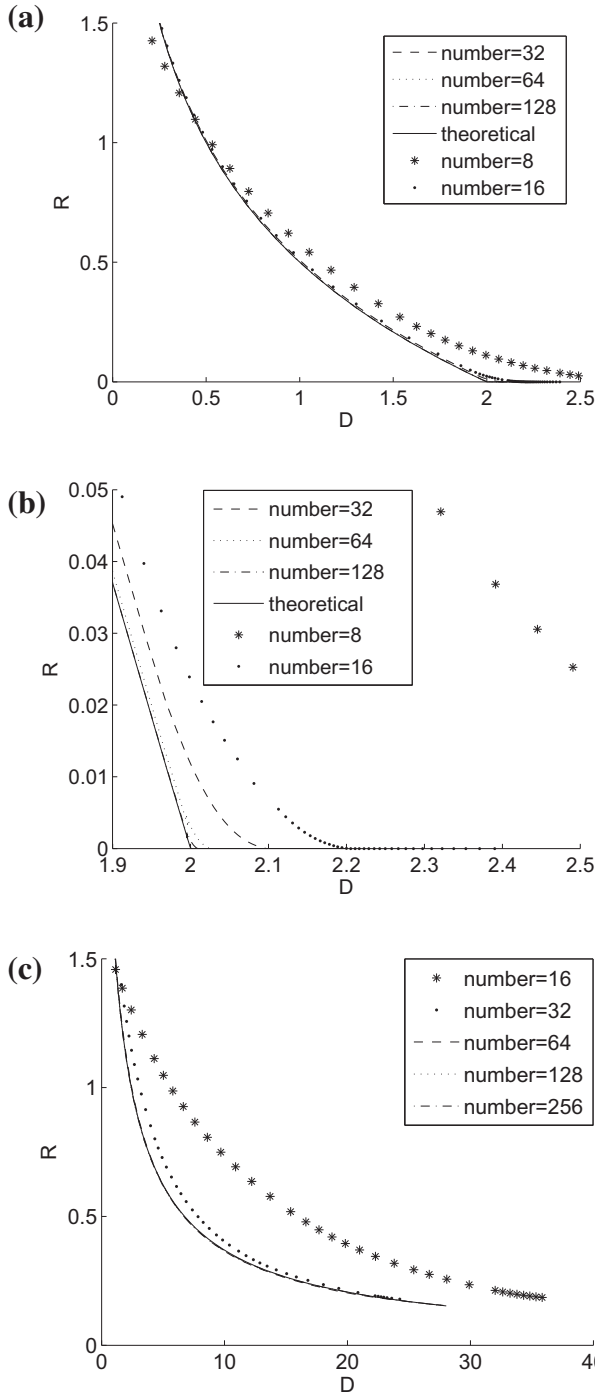 (a)
1.5
1
0.5
0
R
0
0.5
1
1.5
2
2.5
D
number=32
number=64
number=128
theoretical
number=8
number=16
(b)
0.05
0.04
0.03
0.02
0.01
0
R
1.9
2
2.1
2.2
2.3
2.4
2.5
D
number=32
number=64
number=128
theoretical
number=8
number=16
(c)
1.5
1
0.5
0
R
0
10
20
30
40
D
number=16
number=32
number=64
number=128
number=256